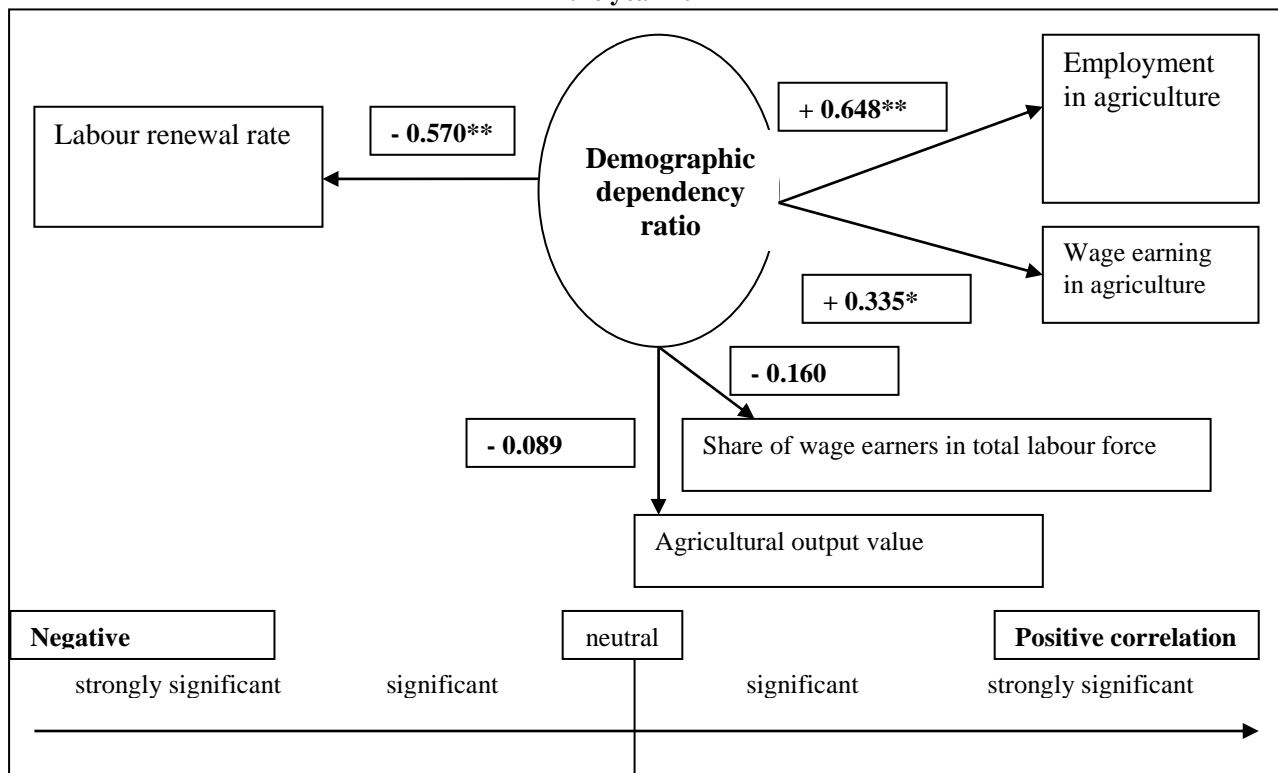 Employment
in agriculture
+ 0.648**
Labour renewal rate
- 0.570**
Demographic
dependency
ratio
Wage earning
in agriculture
+ 0.335*
- 0.160
- 0.089
Share of wage earners in total labour force
Agricultural output value
Negative
neutral
Positive correlation
strongly significant
significant
significant
strongly significant